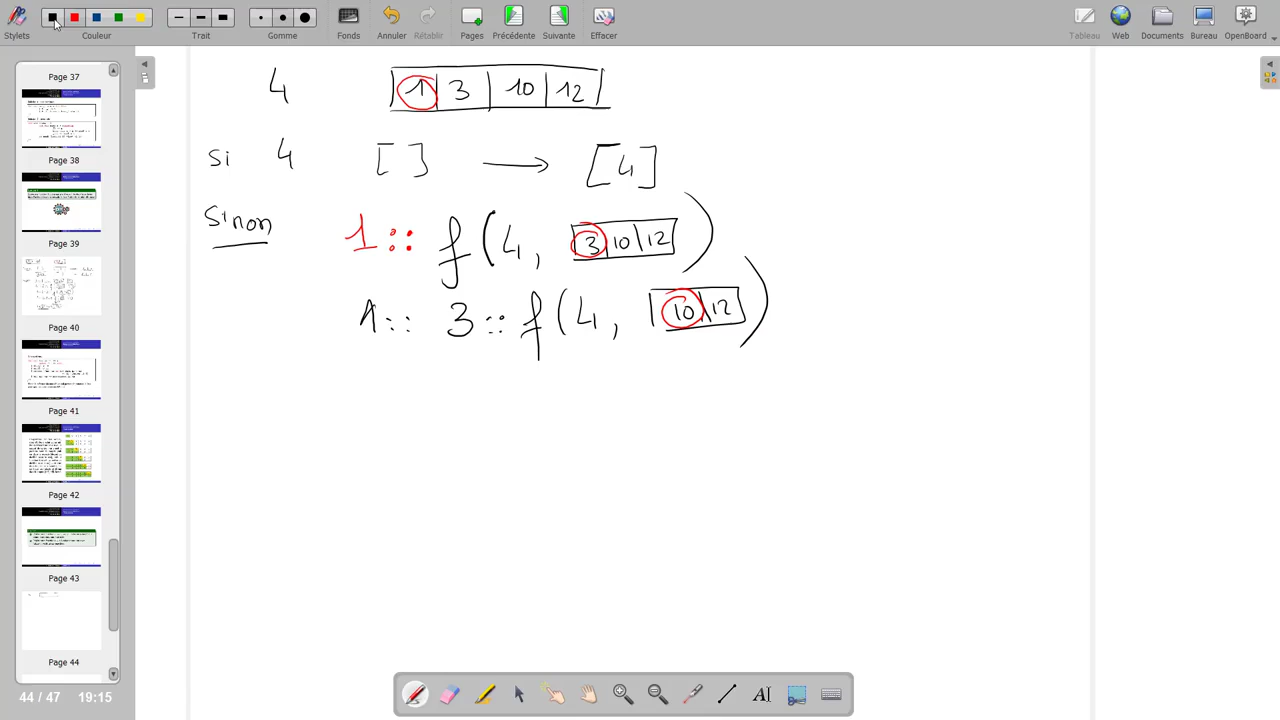 Stylets Couleur Trait Gomme Fonds Annuler Rétablir Pages Précédente Suivante Effacer Tableau Web Documents Bureau OpenBoard
Page 37
Page 38
Page 39
Page 40
Page 41
Page 42
Page 43
Page 44
44 / 47 19:15
4 1 3 10 12
si 4 [ ] → [4]
Sinon 1 :: f(4, 3 10 12)
1 :: 3 :: f(4, 10 12)